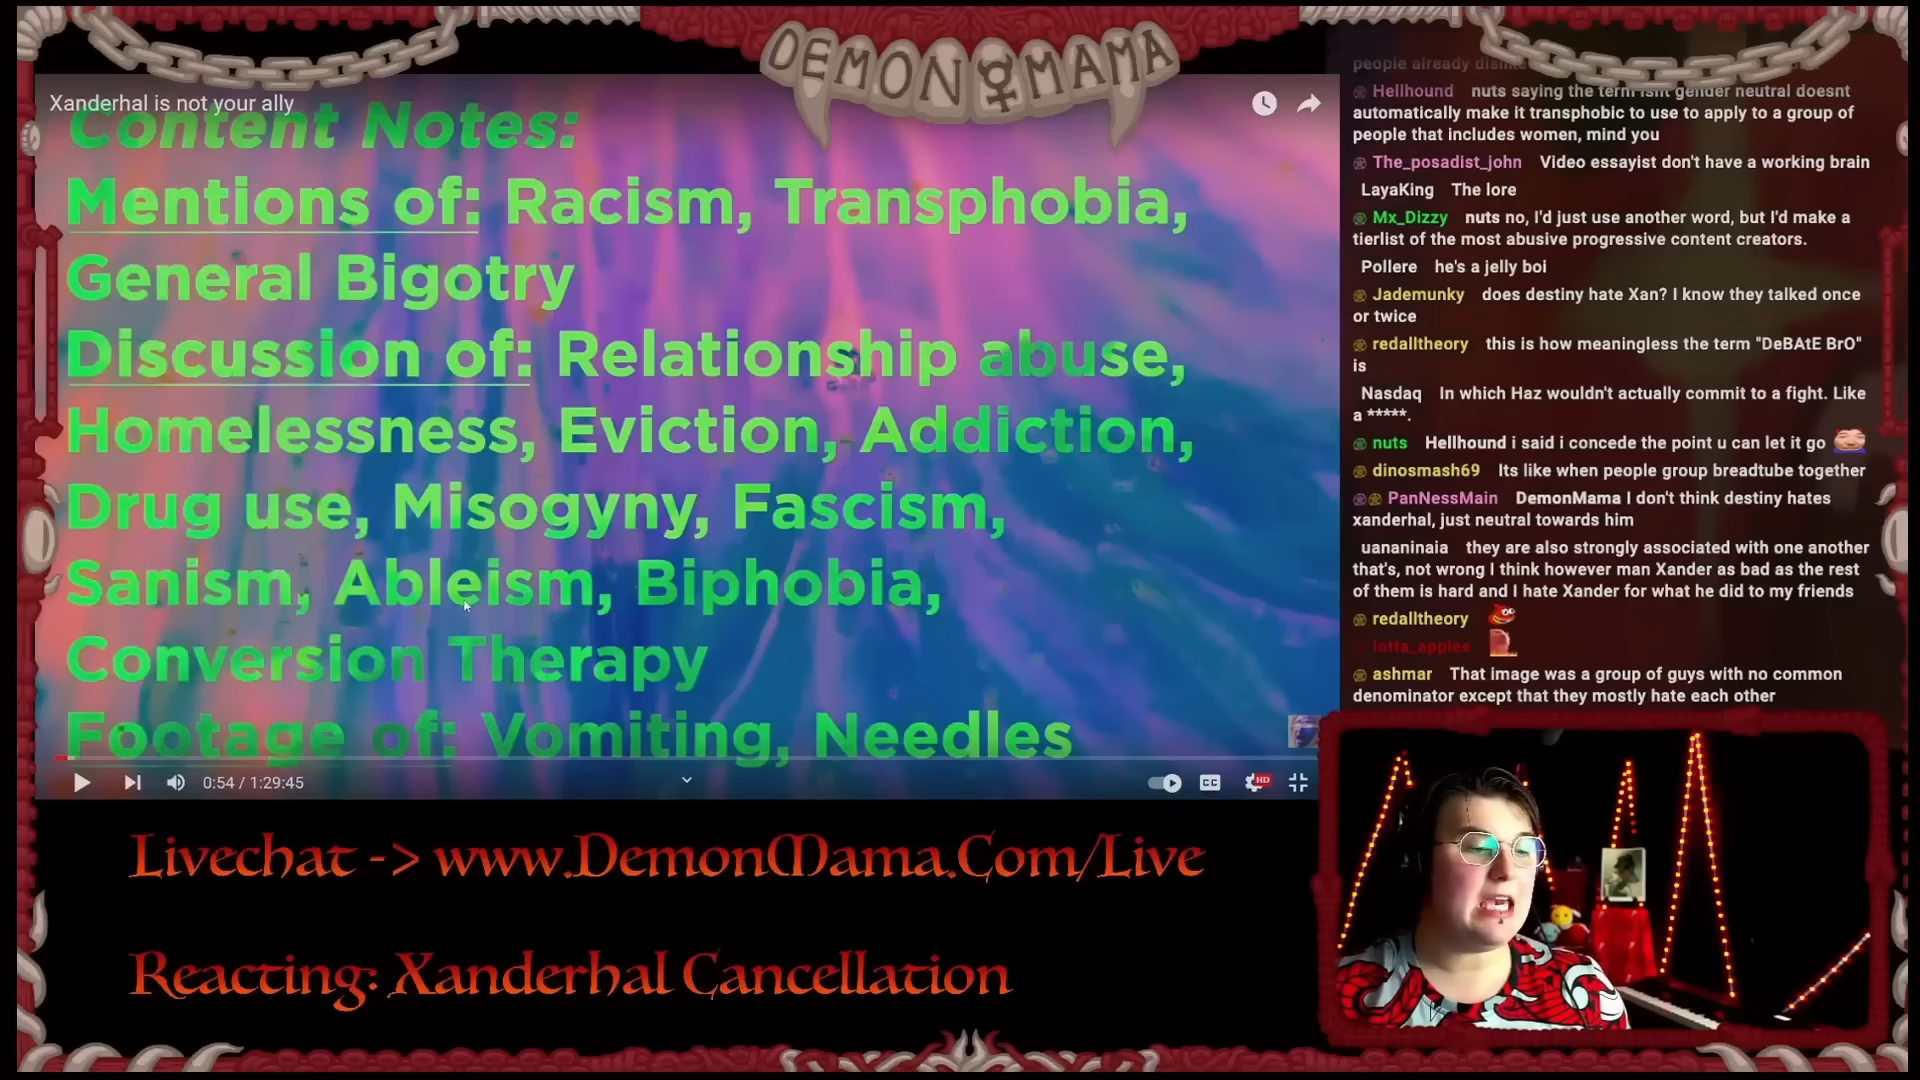 DEMON MAMA
Xanderhal is not your ally
Content Notes:
Mentions of: Racism, Transphobia,
General Bigotry
Discussion of: Relationship abuse,
Homelessness, Eviction, Addiction,
Drug use, Misogyny, Fascism,
Sanism, Ableism, Biphobia,
Conversion Therapy
Footage of: Vomiting, Needles
0:54 / 1:29:45
CC
HD
people already
Hellhound nuts saying the term isnt gender neutral doesnt
automatically make it transphobic to use to apply to a group of
people that includes women, mind you
The_posadist_john Video essayist don't have a working brain
LayaKing The lore
Mx_Dizzy nuts no, I'd just use another word, but I'd make a
tierlist of the most abusive progressive content creators.
Pollere he's a jelly boi
Jademunky does destiny hate Xan? I know they talked once
or twice
redalltheory this is how meaningless the term "DeBAtE BrO"
is
Nasdaq In which Haz wouldn't actually commit to a fight. Like
a *****.
nuts Hellhound i said i concede the point u can let it go
dinosmash69 Its like when people group breadtube together
PanNessMain DemonMama I don't think destiny hates
xanderhal, just neutral towards him
uananinaia they are also strongly associated with one another
that's, not wrong I think however man Xander as bad as the rest
of them is hard and I hate Xander for what he did to my friends
redalltheory
lotta_apples
ashmar That image was a group of guys with no common
denominator except that they mostly hate each other
Livechat -> www.DemonMama.Com/Live
Reacting: Xanderhal Cancellation